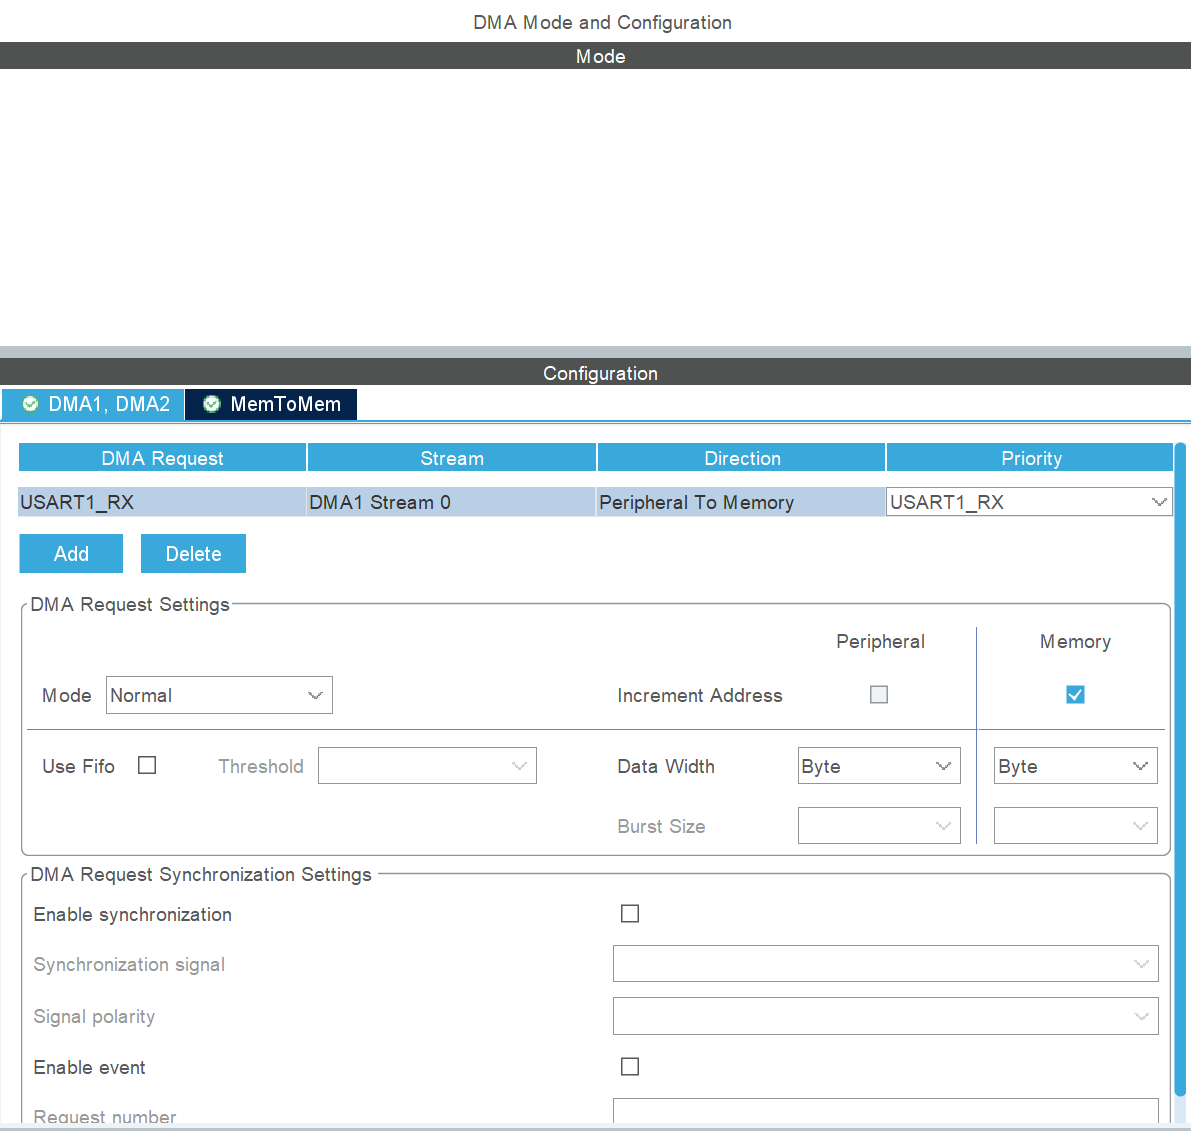 DMA Mode and Configuration
Mode
Configuration
DMA1, DMA2 MemToMem
DMA Request Stream Direction Priority
USART1_RX DMA1 Stream 0 Peripheral To Memory USART1_RX
Add Delete
DMA Request Settings
Peripheral Memory
Mode Normal Increment Address
Use Fifo Threshold Data Width Byte Byte
Burst Size
DMA Request Synchronization Settings
Enable synchronization
Synchronization signal
Signal polarity
Enable event
Request number